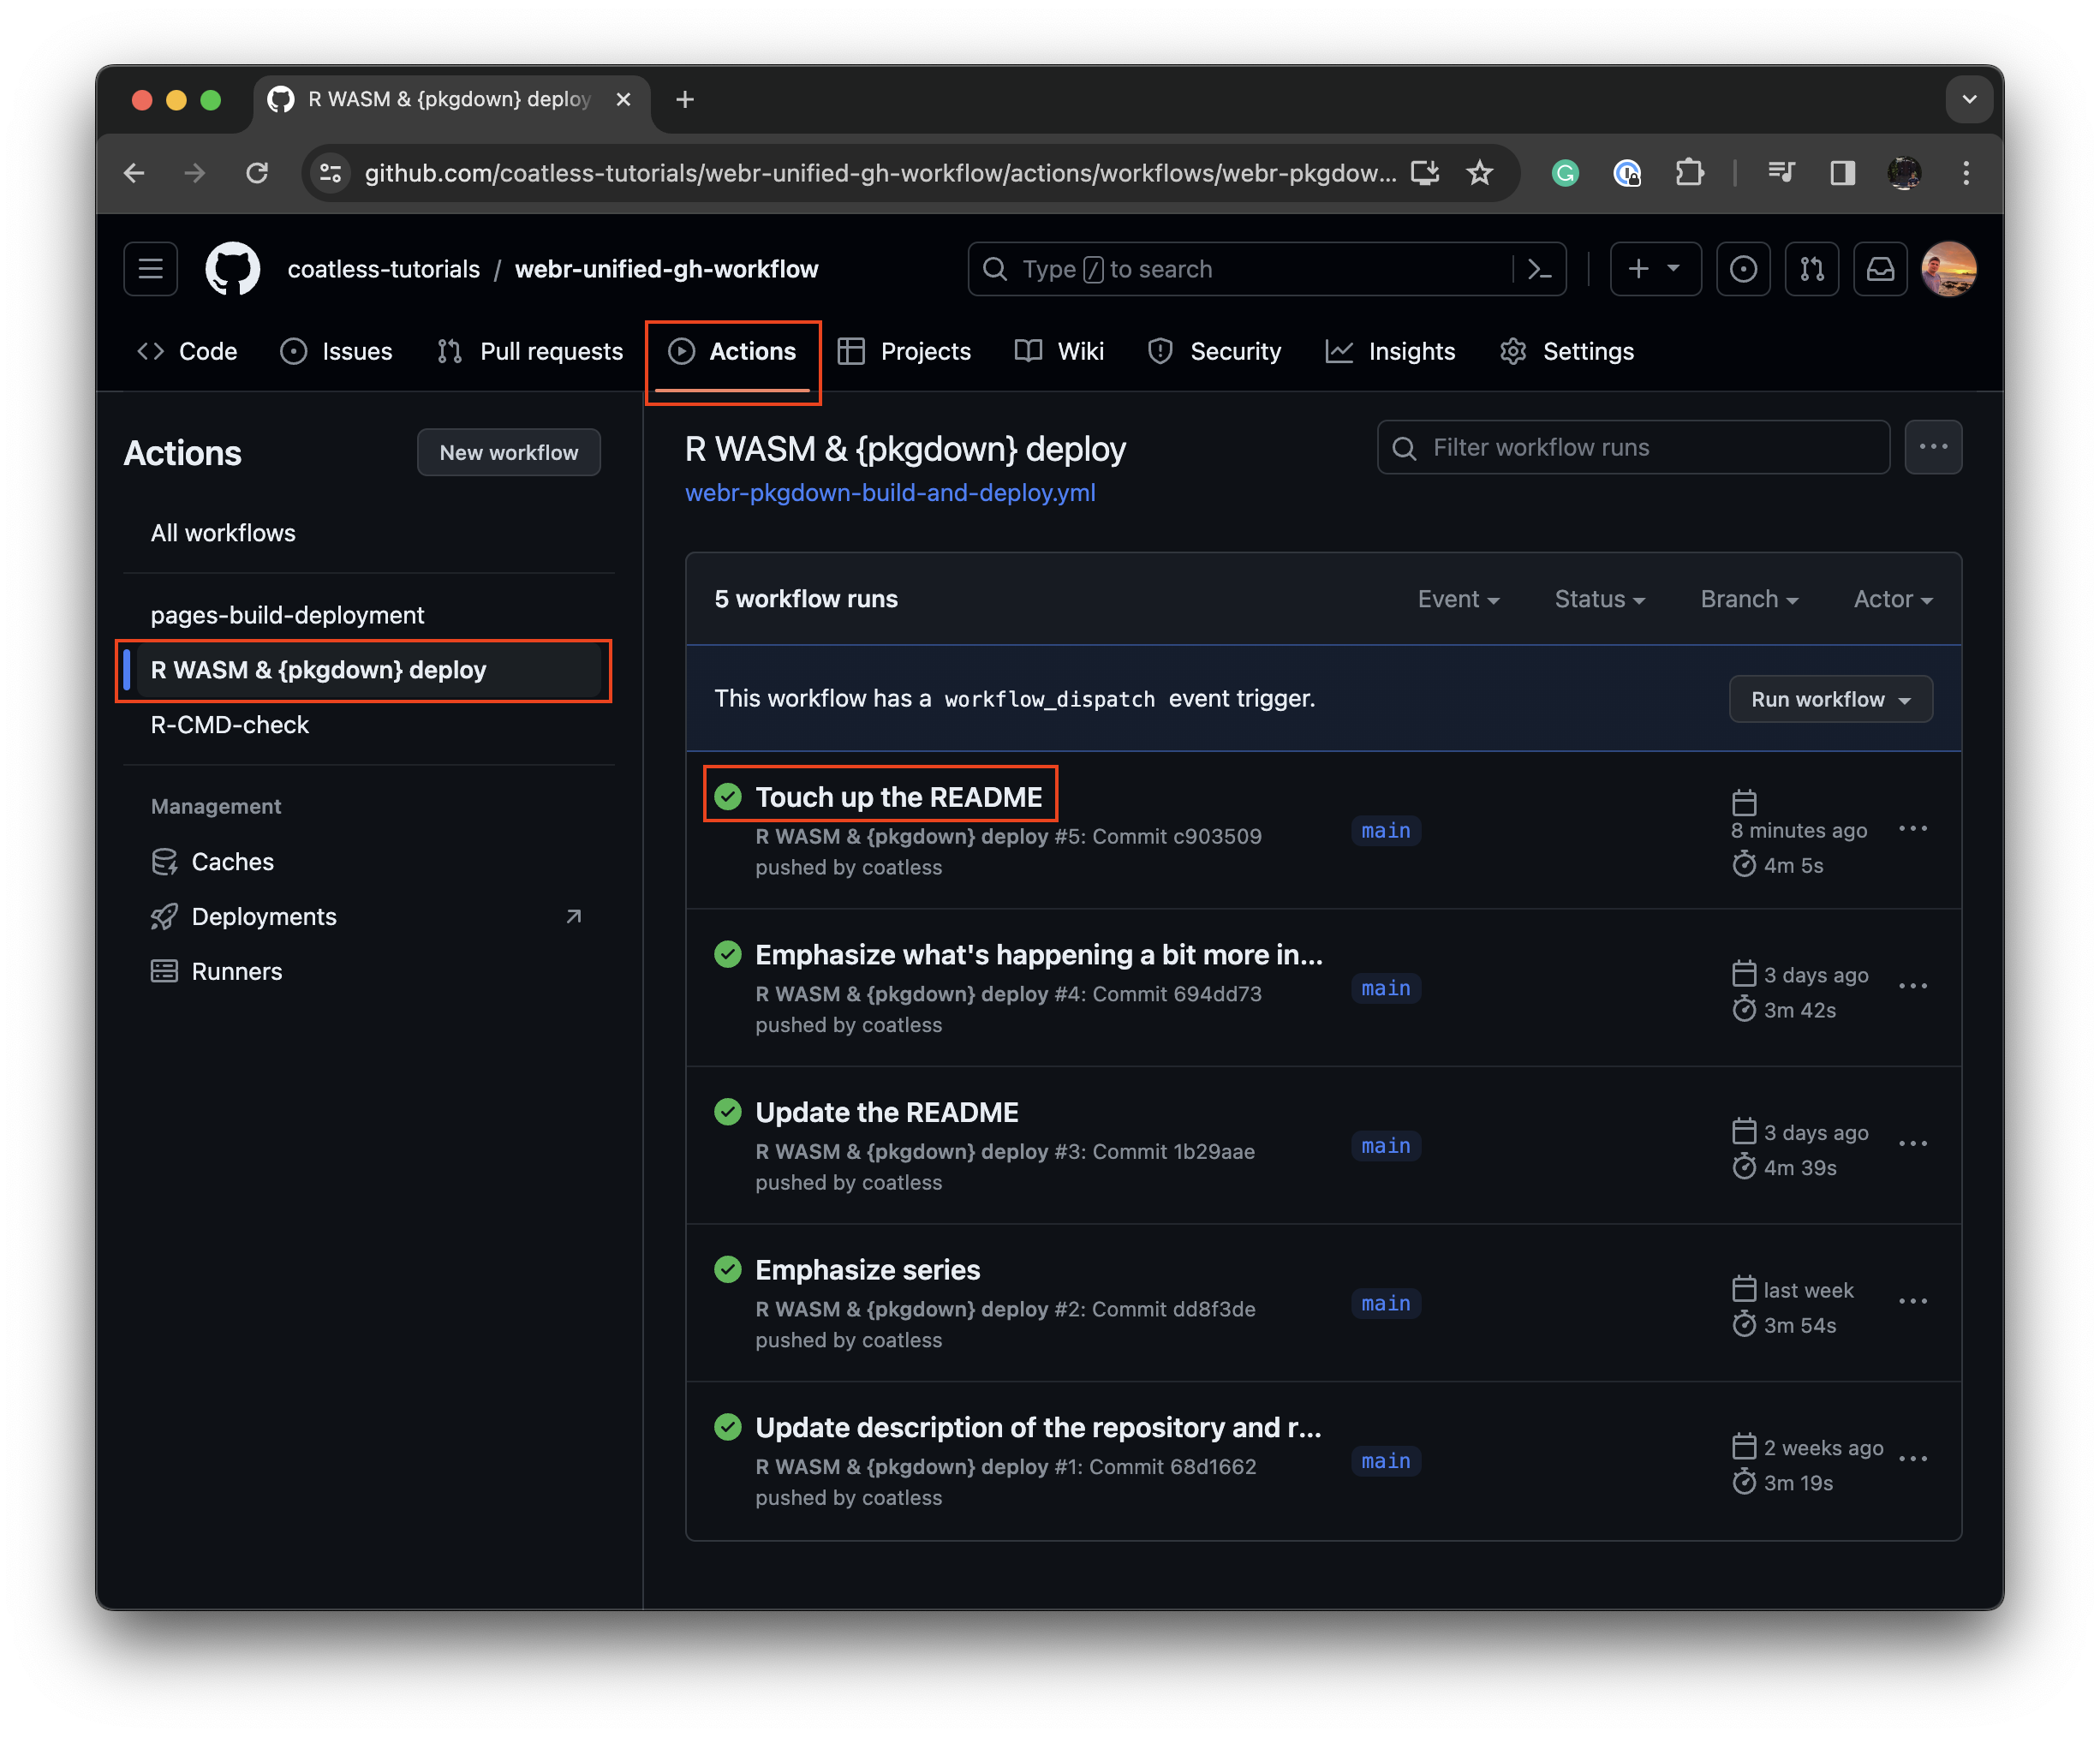 R WASM & {pkgdown} deploy
github.com/coatless-tutorials/webr-unified-gh-workflow/actions/workflows/webr-pkgdow...
coatless-tutorials / webr-unified-gh-workflow
Type / to search
Code Issues Pull requests Actions Projects Wiki Security Insights Settings
Actions
New workflow
All workflows
pages-build-deployment
R WASM & {pkgdown} deploy
R-CMD-check
Management
Caches
Deployments
Runners
R WASM & {pkgdown} deploy
webr-pkgdown-build-and-deploy.yml
Filter workflow runs
5 workflow runs
Event Status Branch Actor
This workflow has a workflow_dispatch event trigger.
Run workflow
Touch up the README
R WASM & {pkgdown} deploy #5: Commit c903509
pushed by coatless
main
8 minutes ago
4m 5s
Emphasize what's happening a bit more in...
R WASM & {pkgdown} deploy #4: Commit 694dd73
pushed by coatless
main
3 days ago
3m 42s
Update the README
R WASM & {pkgdown} deploy #3: Commit 1b29aae
pushed by coatless
main
3 days ago
4m 39s
Emphasize series
R WASM & {pkgdown} deploy #2: Commit dd8f3de
pushed by coatless
main
last week
3m 54s
Update description of the repository and r...
R WASM & {pkgdown} deploy #1: Commit 68d1662
pushed by coatless
main
2 weeks ago
3m 19s